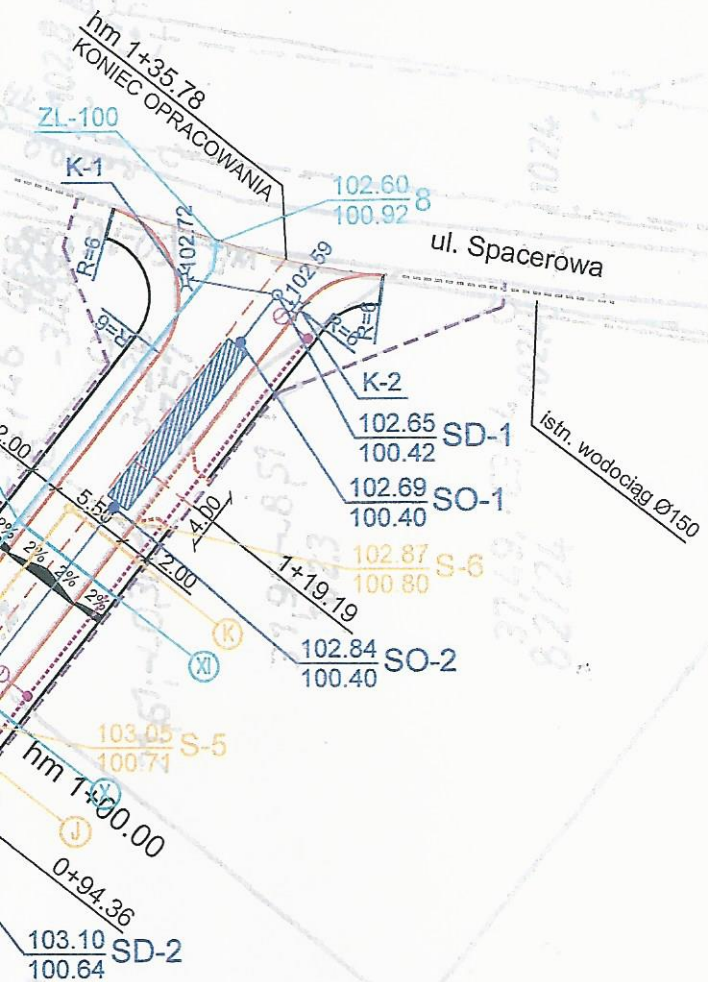 hm 1+35.78
KONIEC OPRACOWANIA
ZL-100
K-1
102.60
100.92
8
102.72
102.59
ul. Spacerowa
R=6
R=6
R=6
R=6
K-2
102.65
100.42
SD-1
istn. wodociąg Ø150
102.69
100.40
SO-1
2.00
5.50
4.00
2.00
1+19.19
102.87
100.80
S-6
2%
2%
2%
2%
K
XI
102.84
100.40
SO-2
103.05
100.71
S-5
hm 1+00.00
X
J
0+94.36
103.10
100.64
SD-2